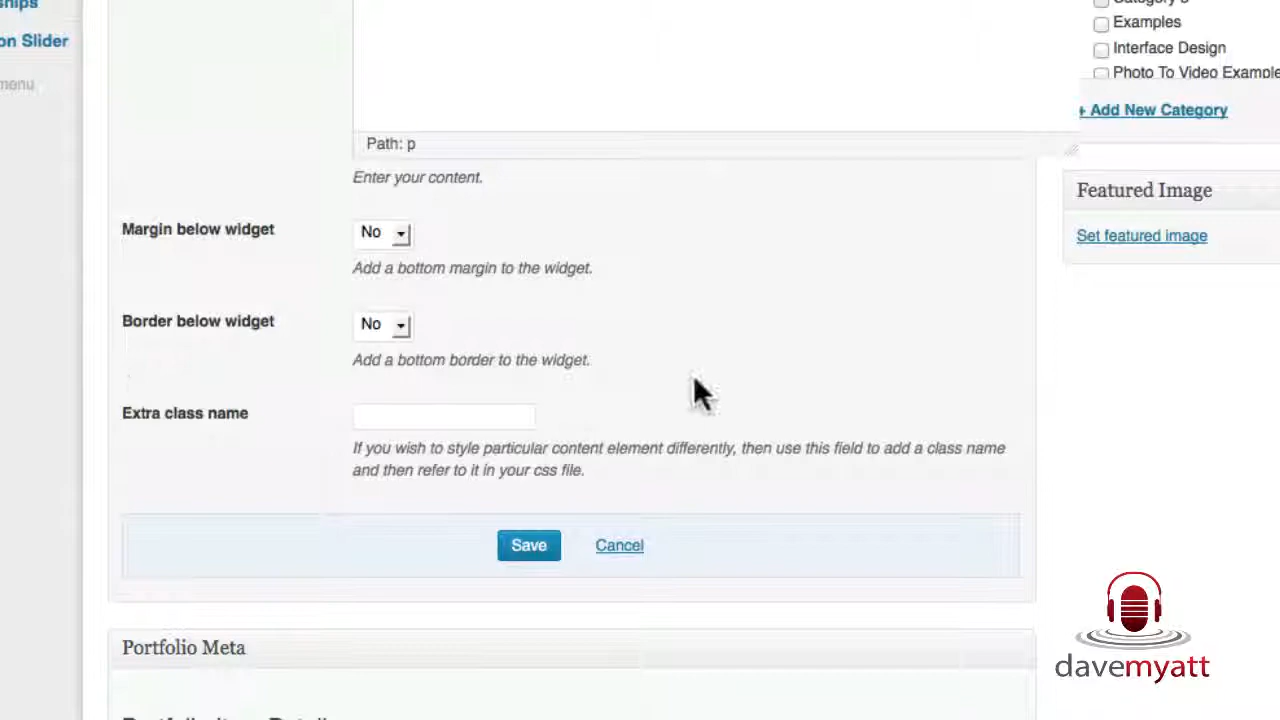 on Slider
menu
Examples
Interface Design
Photo To Video Example
+ Add New Category
Path: p
Enter your content.
Featured Image
Set featured image
Margin below widget
No
Add a bottom margin to the widget.
Border below widget
No
Add a bottom border to the widget.
Extra class name
If you wish to style particular content element differently, then use this field to add a class name
and then refer to it in your css file.
Save
Cancel
Portfolio Meta
davemyatt